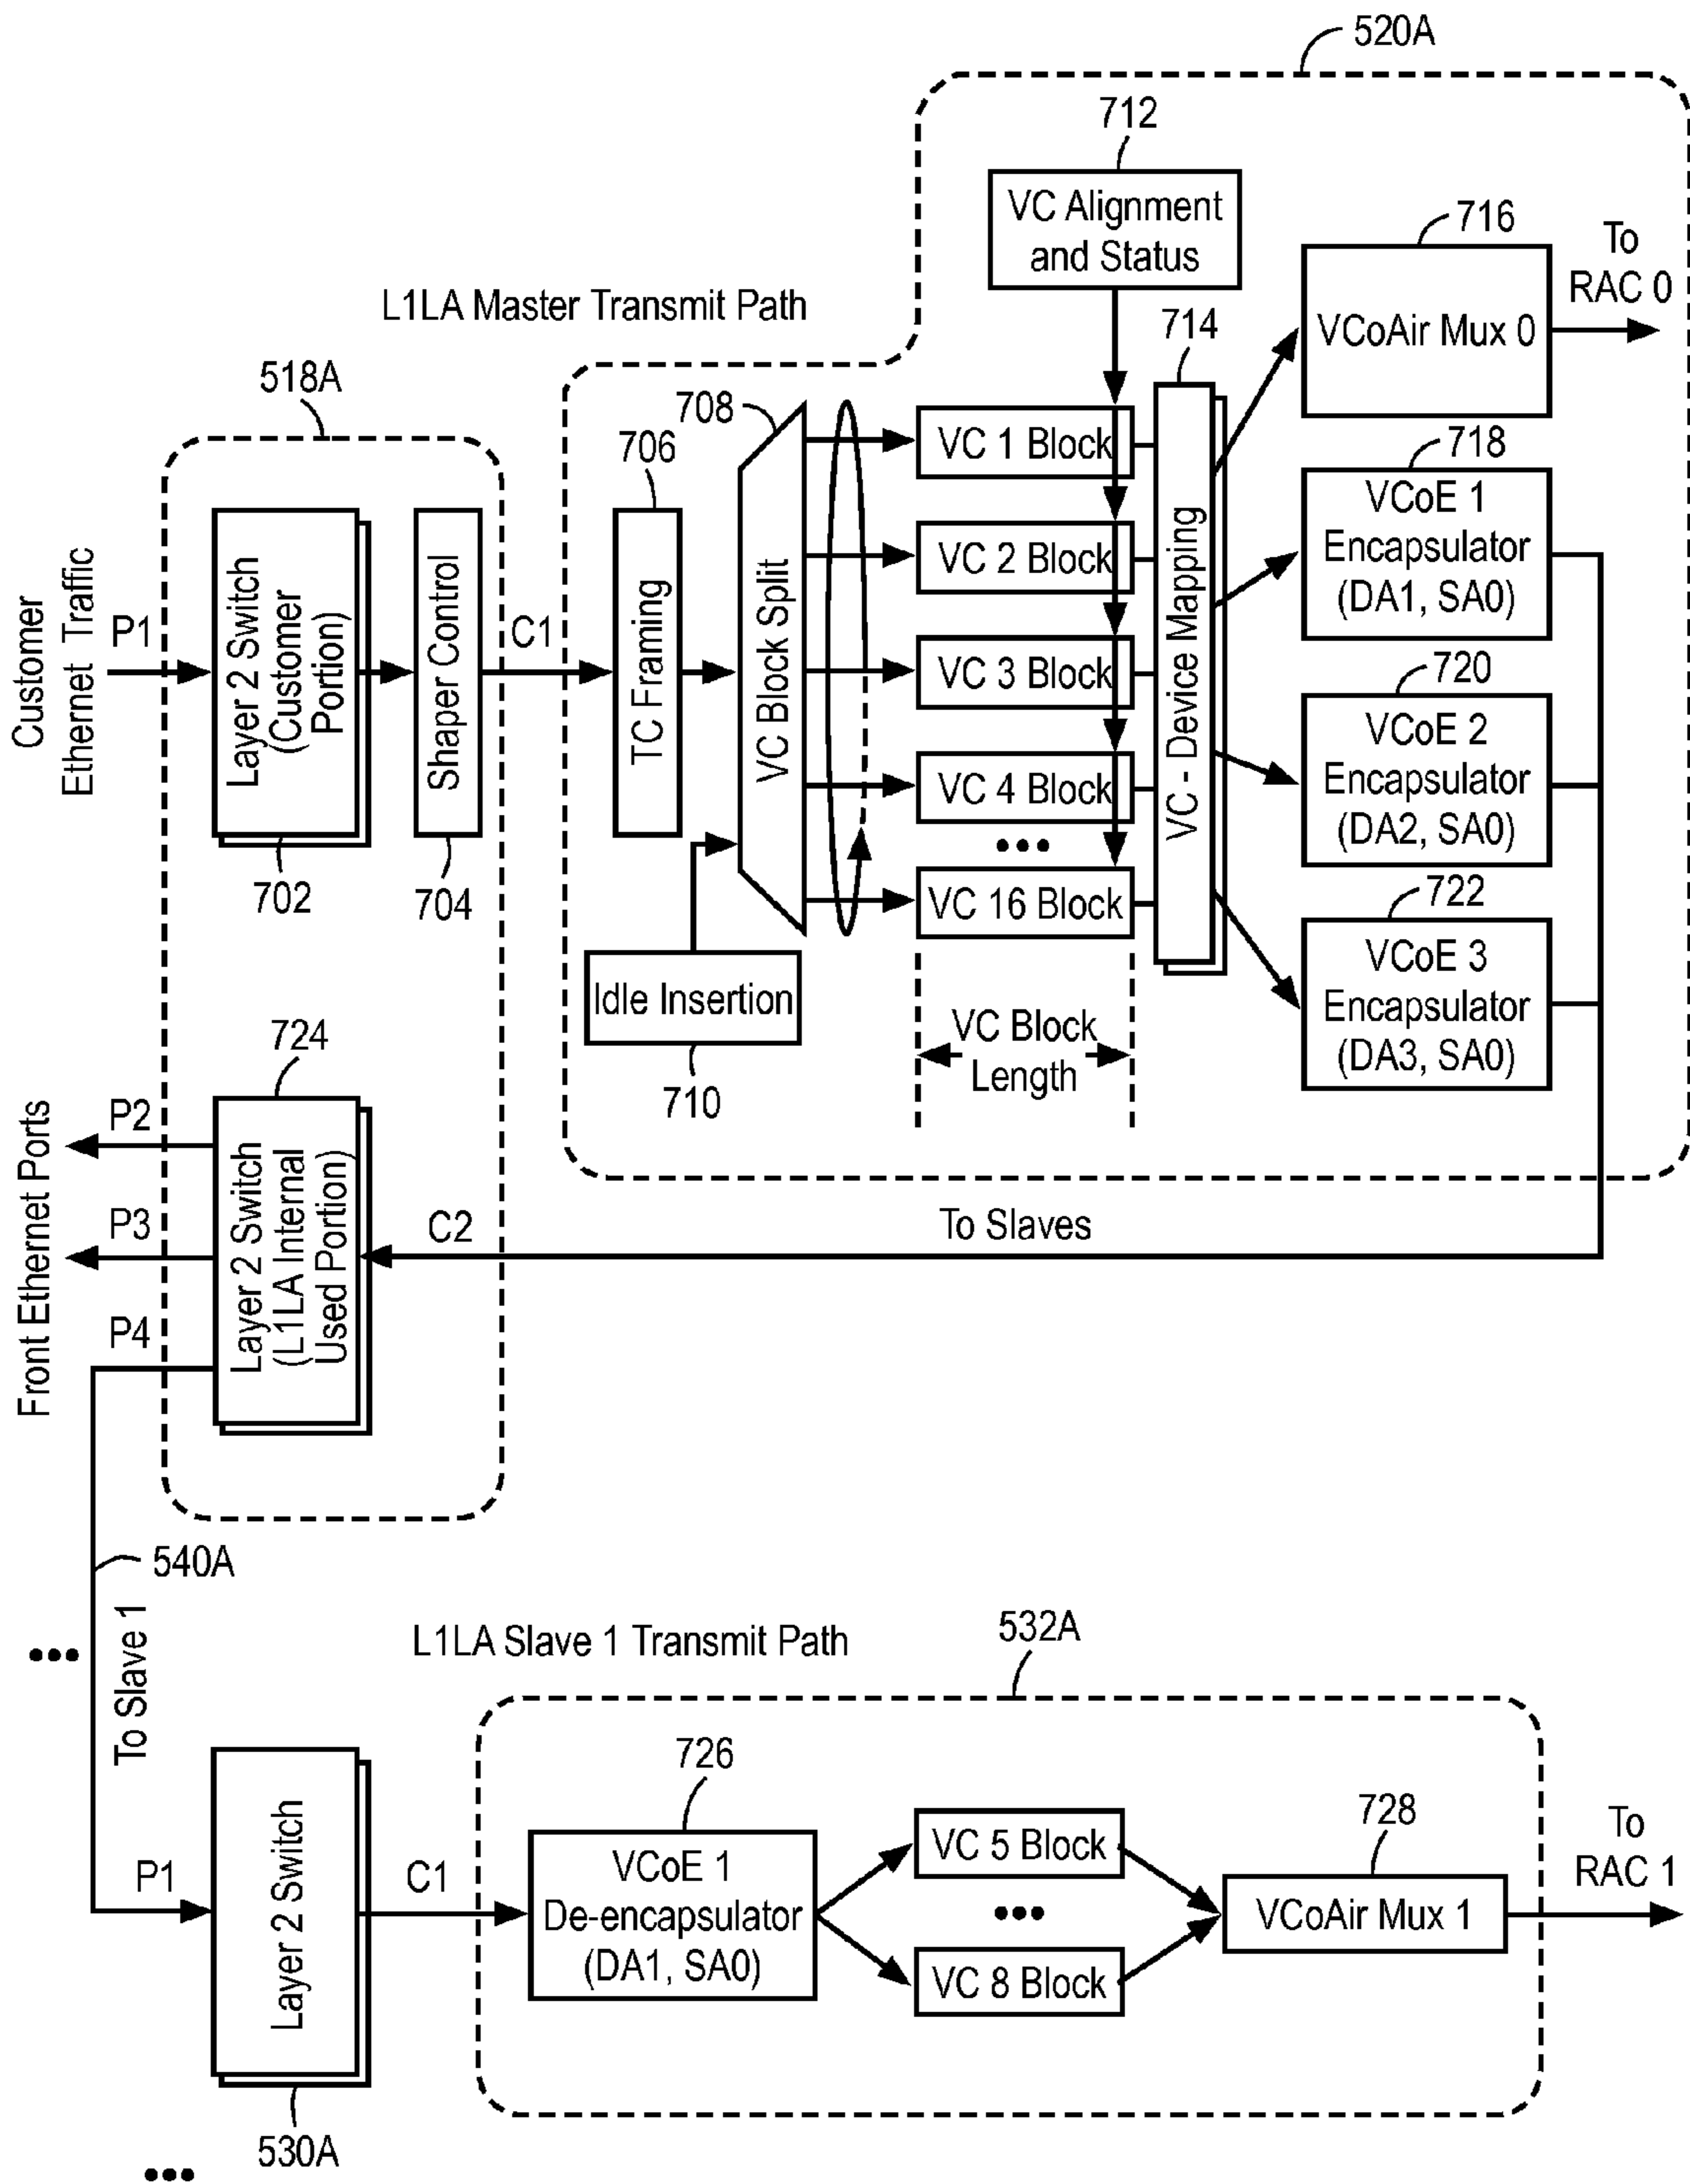 520A
712
VC Alignment
and Status
716
To
RAC 0
L1LA Master Transmit Path
VCoAir Mux 0
714
518A
708
706
VC 1 Block
718
VCoE 1
Encapsulator
(DA1, SA0)
VC 2 Block
Customer
Ethernet Traffic
P1
Layer 2 Switch
(Customer
Portion)
Shaper Control
C1
TC Framing
VC Block Split
VC 3 Block
VC - Device Mapping
720
VCoE 2
Encapsulator
(DA2, SA0)
VC 4 Block
•••
702
704
VC 16 Block
722
VCoE 3
Encapsulator
(DA3, SA0)
Idle Insertion
710
VC Block
Length
724
Front Ethernet Ports
P2
P3
P4
Layer 2 Switch
(L1LA Internal
Used Portion)
C2
To Slaves
540A
•••
To Slave 1
L1LA Slave 1 Transmit Path
532A
726
728
To
RAC 1
P1
Layer 2 Switch
C1
VCoE 1
De-encapsulator
(DA1, SA0)
VC 5 Block
•••
VC 8 Block
VCoAir Mux 1
530A
•••